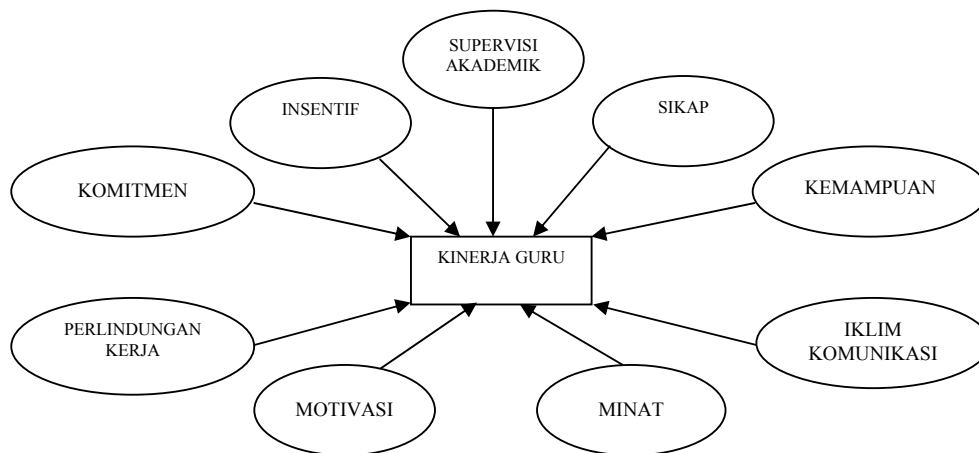 SUPERVISI
AKADEMIK
INSENTIF
SIKAP
KOMITMEN
KEMAMPUAN
KINERJA GURU
PERLINDUNGAN
KERJA
IKLIM
KOMUNIKASI
MOTIVASI
MINAT